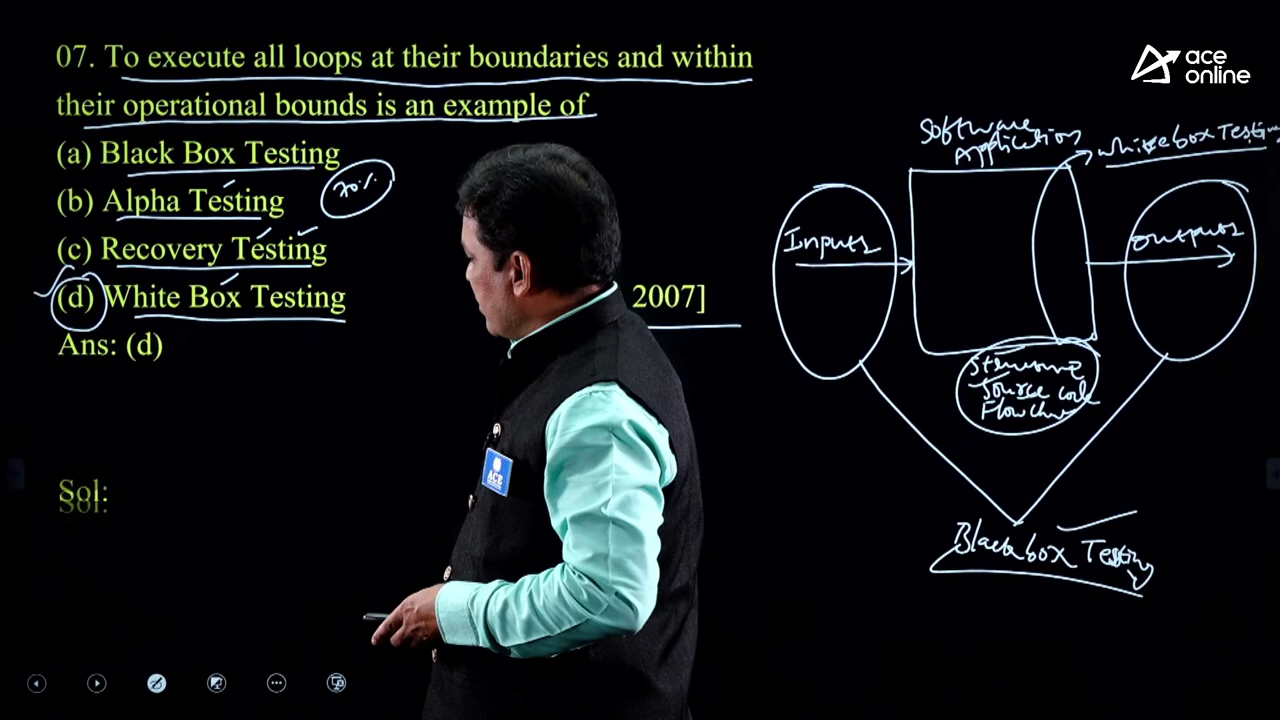 07. To execute all loops at their boundaries and within
their operational bounds is an example of
(a) Black Box Testing
(b) Alpha Testing
70%
(c) Recovery Testing
(d) White Box Testing
2007]
Ans: (d)
Sol:
Sol:
ace
online
Software
Application
white box Testing
Inputs
outputs
Source code
Flow chart
Black box Testing
ACE